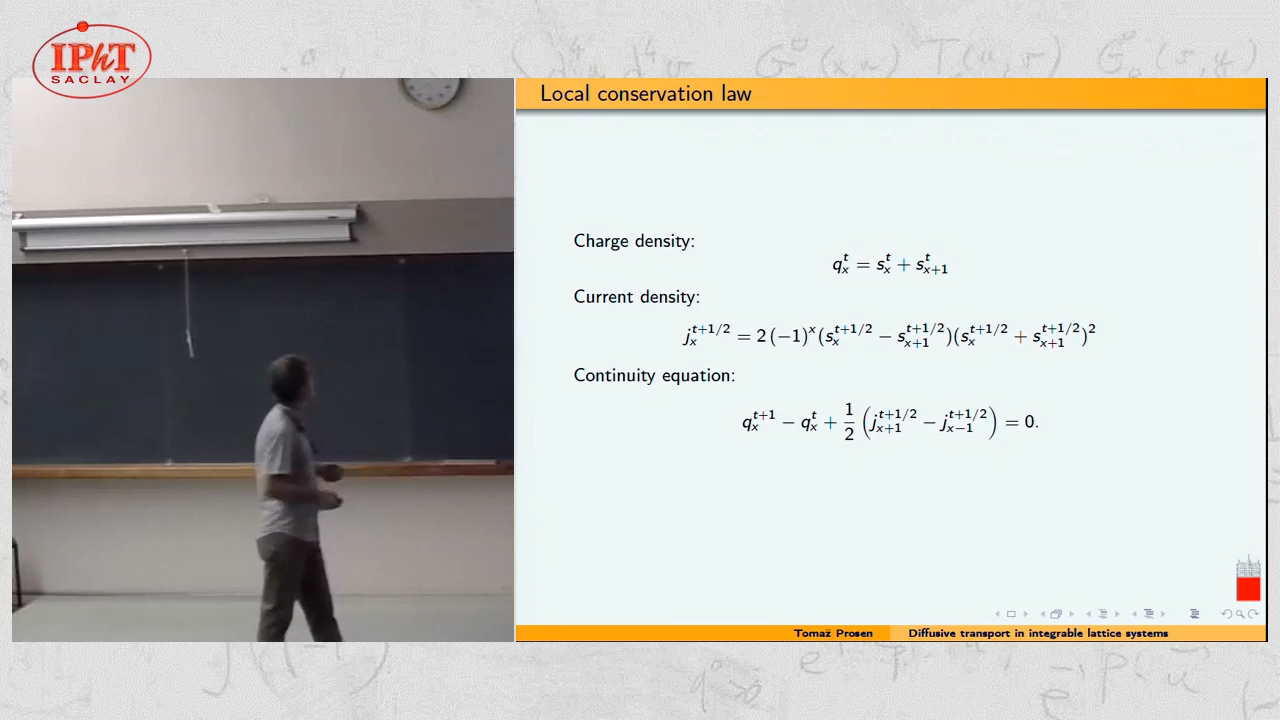 IPhT
SACLAY
Local conservation law
Charge density:
q_x^t = s_x^t + s_{x+1}^t
Current density:
j_x^{t+1/2} = 2 (−1)^x (s_x^{t+1/2} − s_{x+1}^{t+1/2})(s_x^{t+1/2} + s_{x+1}^{t+1/2})^2
Continuity equation:
q_x^{t+1} − q_x^t + 1/2 (j_{x+1}^{t+1/2} − j_{x−1}^{t+1/2}) = 0.
Tomaž Prosen Diffusive transport in integrable lattice systems